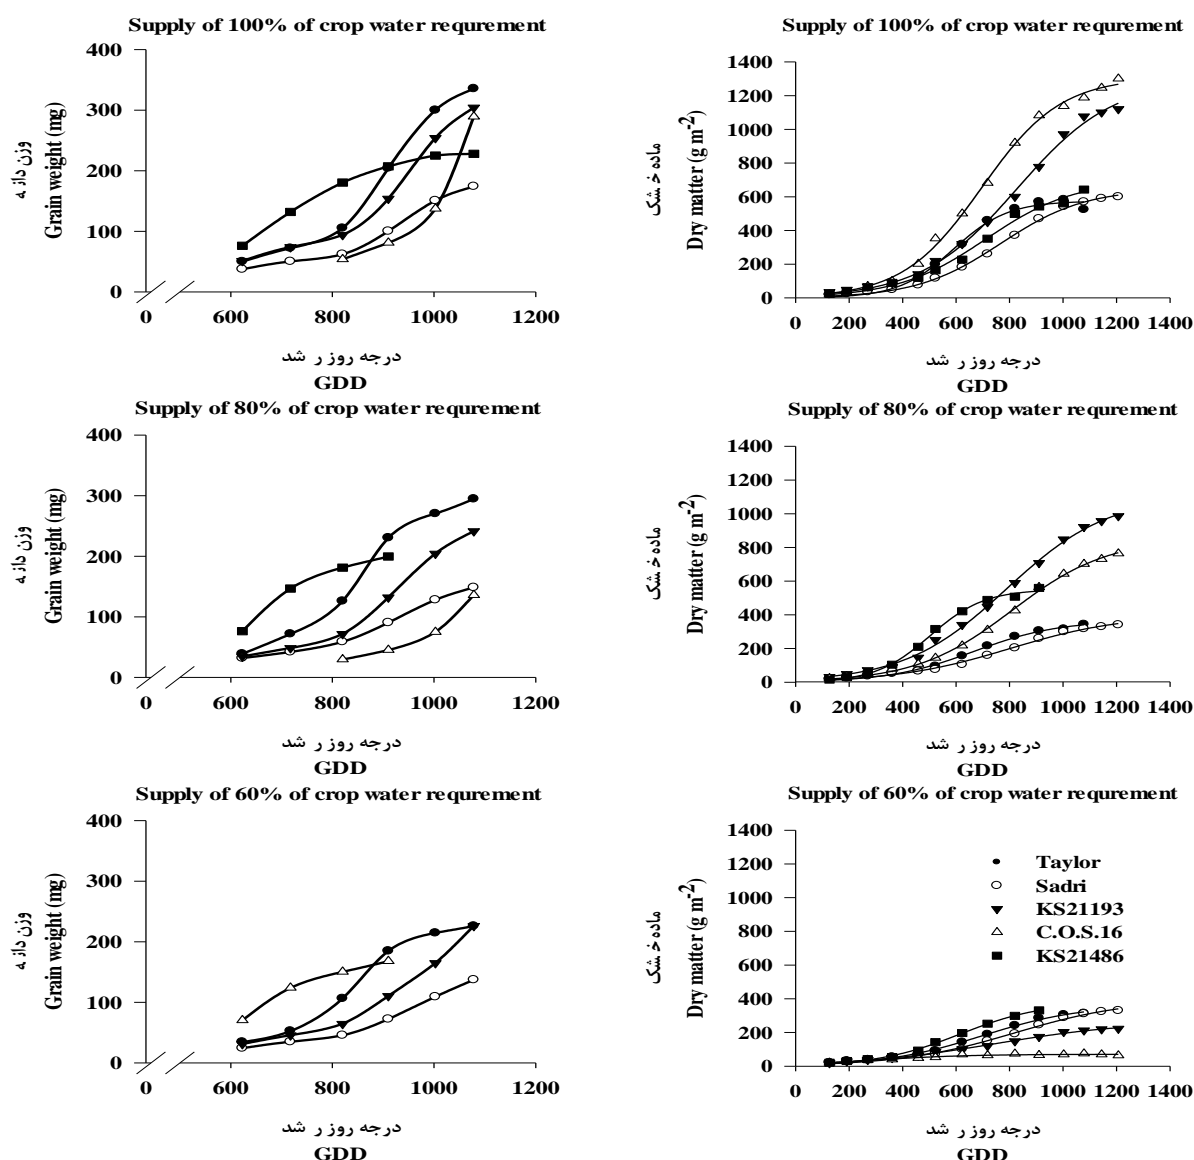 Supply of 100% of crop water requrement
400
300
200
100
0
0
600
800
1000
1200
وزن دانه
Grain weight (mg)
درجه روز رشد
GDD
Supply of 100% of crop water requrement
1400
1200
1000
800
600
400
200
0
0
200
400
600
800
1000
1200
1400
ماده خشک
Dry matter (g m-2)
درجه روز رشد
GDD
Supply of 80% of crop water requrement
400
300
200
100
0
0
600
800
1000
1200
وزن دانه
Grain weight (mg)
درجه روز رشد
GDD
Supply of 80% of crop water requrement
1400
1200
1000
800
600
400
200
0
0
200
400
600
800
1000
1200
1400
ماده خشک
Dry matter (g m-2)
درجه روز رشد
GDD
Supply of 60% of crop water requrement
400
300
200
100
0
0
600
800
1000
1200
وزن دانه
Grain weight (mg)
درجه روز رشد
GDD
Supply of 60% of crop water requrement
1400
1200
1000
800
600
400
200
0
0
200
400
600
800
1000
1200
1400
Taylor
Sadri
KS21193
C.O.S.16
KS21486
ماده خشک
Dry matter (g m-2)
درجه روز رشد
GDD